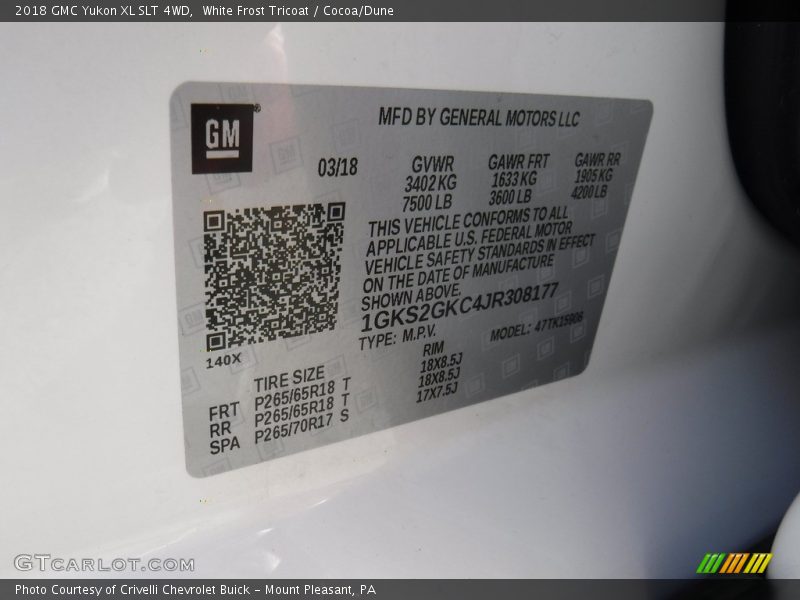 2018 GMC Yukon XL SLT 4WD,  White Frost Tricoat / Cocoa/Dune
GM®
MFD BY GENERAL MOTORS LLC
03/18
GVWR GAWR FRT GAWR RR
3402 KG 1633 KG 1905 KG
7500 LB 3600 LB 4200 LB
THIS VEHICLE CONFORMS TO ALL
APPLICABLE U.S. FEDERAL MOTOR
VEHICLE SAFETY STANDARDS IN EFFECT
ON THE DATE OF MANUFACTURE
SHOWN ABOVE.
1GKS2GKC4JR308177
TYPE: M.P.V. MODEL: 47TK15906
140X
TIRE SIZE RIM
FRT P265/65R18 T 18X8.5J
RR P265/65R18 T 18X8.5J
SPA P265/70R17 S 17X7.5J
GTCARLOT.COM
Photo Courtesy of Crivelli Chevrolet Buick - Mount Pleasant, PA